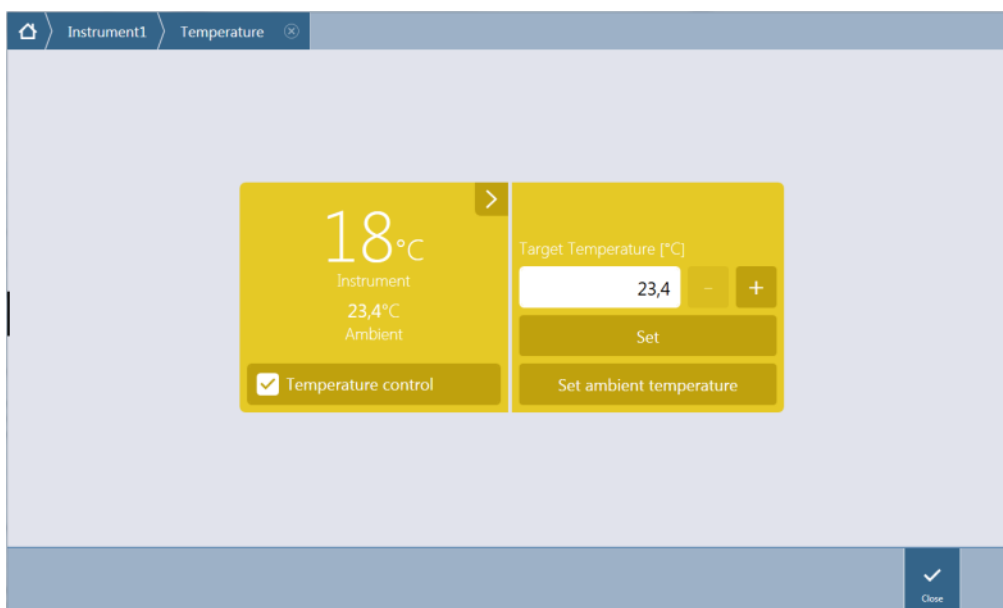 Instrument1 Temperature
18°C
Instrument
23,4°C
Ambient
Temperature control
Target Temperature [°C]
23,4 - +
Set
Set ambient temperature
Close